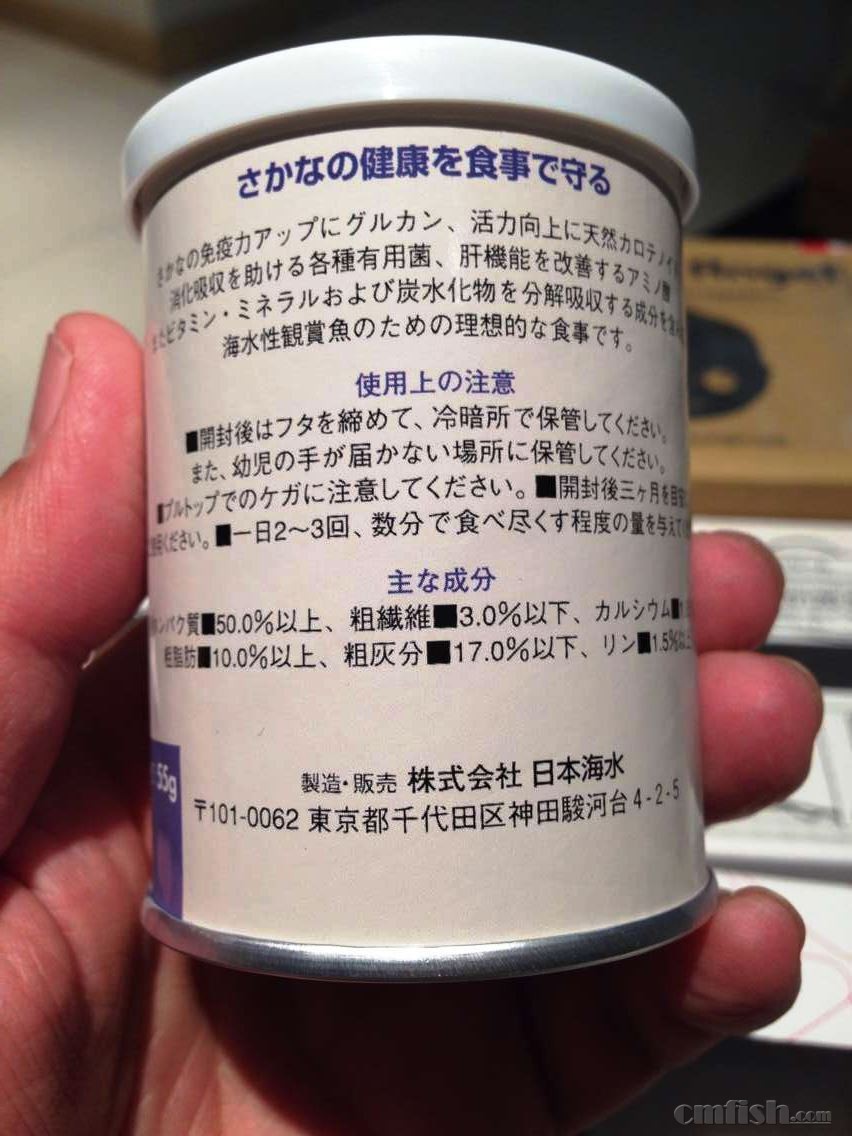 さかなの健康を食事で守る
さかなの免疫力アップにグルカン、活力向上に天然カロテノイ
消化吸収を助ける各種有用菌、肝機能を改善するアミノ酸
またビタミン・ミネラルおよび炭水化物を分解吸収する成分を含
海水性観賞魚のための理想的な食事です。
使用上の注意
■開封後はフタを締めて、冷暗所で保管してください。
また、幼児の手が届かない場所に保管してください。
■プルトップでのケガに注意してください。■開封後三ヶ月を目安
ください。■一日2〜3回、数分で食べ尽くす程度の量を与えて
主な成分
ンパク質■50.0%以上、粗繊維■3.0%以下、カルシウム■
粗脂肪■10.0%以上、粗灰分■17.0%以下、リン■1.5%以
55g
製造・販売 株式会社 日本海水
〒101-0062 東京都千代田区神田駿河台4-2-5
cmfish.com